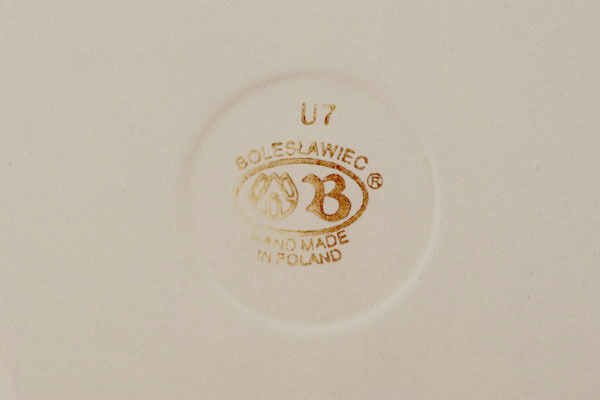 U7
BOLESŁAWIEC
B®
HAND MADE
IN POLAND